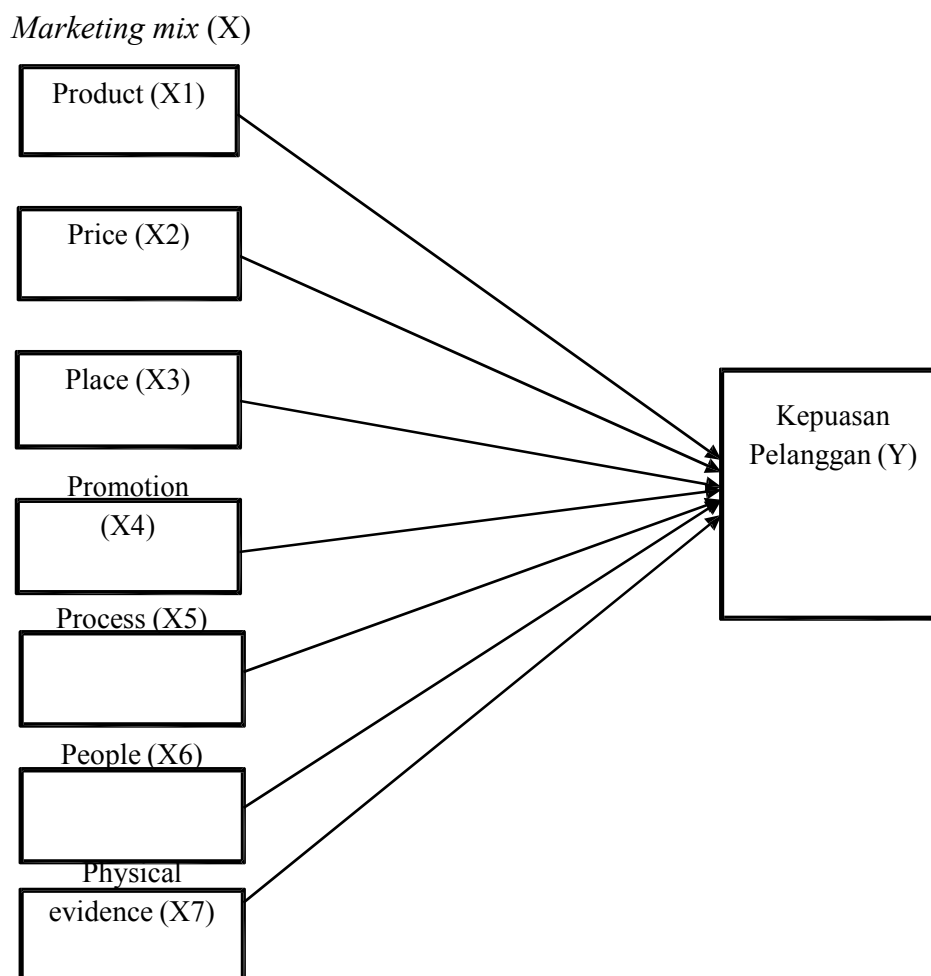 Marketing mix (X)
Product (X1)
Price (X2)
Place (X3)
Promotion
(X4)
Process (X5)
People (X6)
Physical
evidence (X7)
Kepuasan
Pelanggan (Y)